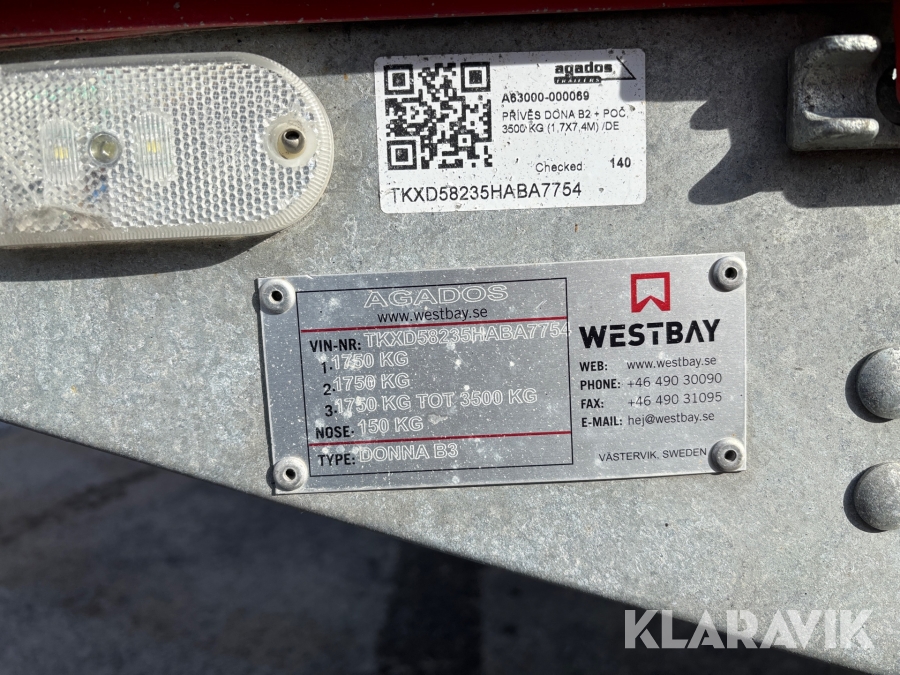 agados
TRAILERS
A63000-000069
PŘÍVĚS DONA B2 + POČ,
3500 KG (1,7X7,4M) /DE
Checked 140
TKXD58235HABA7754
AGADOS
www.westbay.se
VIN-NR: TKXD58235HABA7754
1. 1750 KG
2. 1750 KG
3. 1750 KG TOT 3500 KG
NOSE. 150 KG
TYPE: DONNA B3
WESTBAY
WEB: www.westbay.se
PHONE: +46 490 30090
FAX: +46 490 31095
E-MAIL: hej@westbay.se
VÄSTERVIK, SWEDEN
KLARAVIK